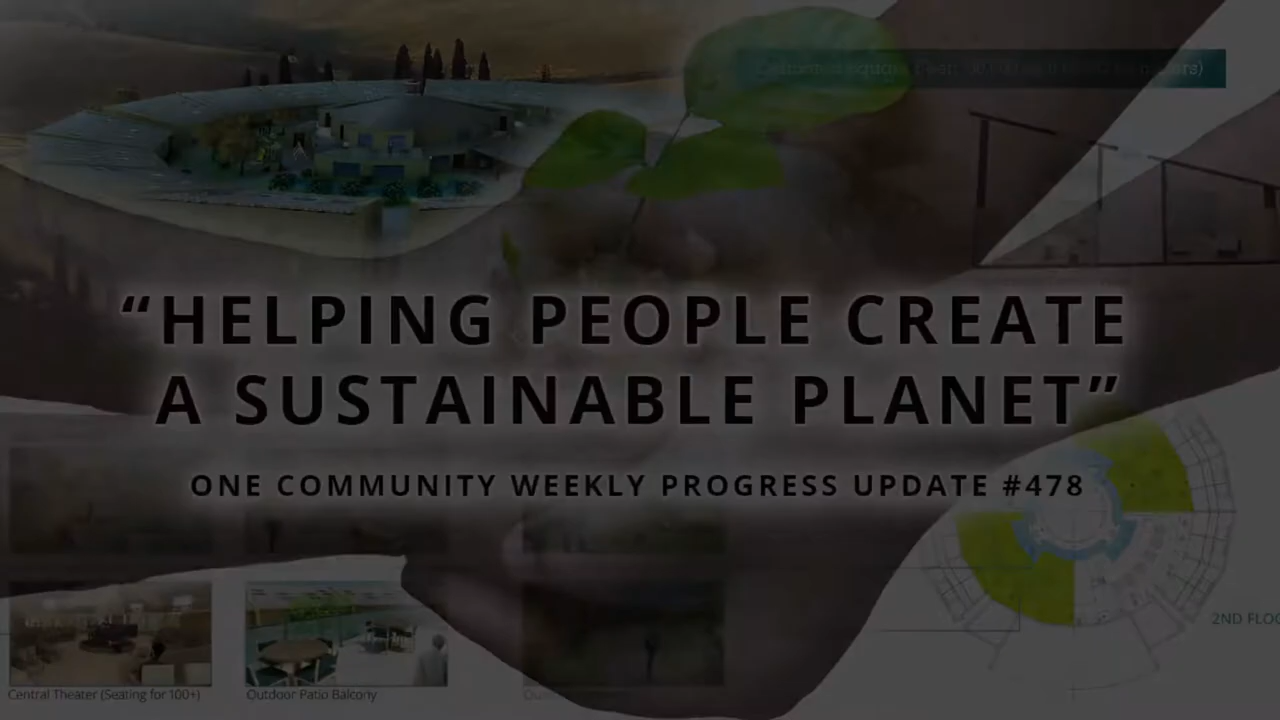 “HELPING PEOPLE CREATE
A SUSTAINABLE PLANET”
ONE COMMUNITY WEEKLY PROGRESS UPDATE #478
2ND FLOO
Central Theater (Seating for 100+)
Outdoor Patio Balcony